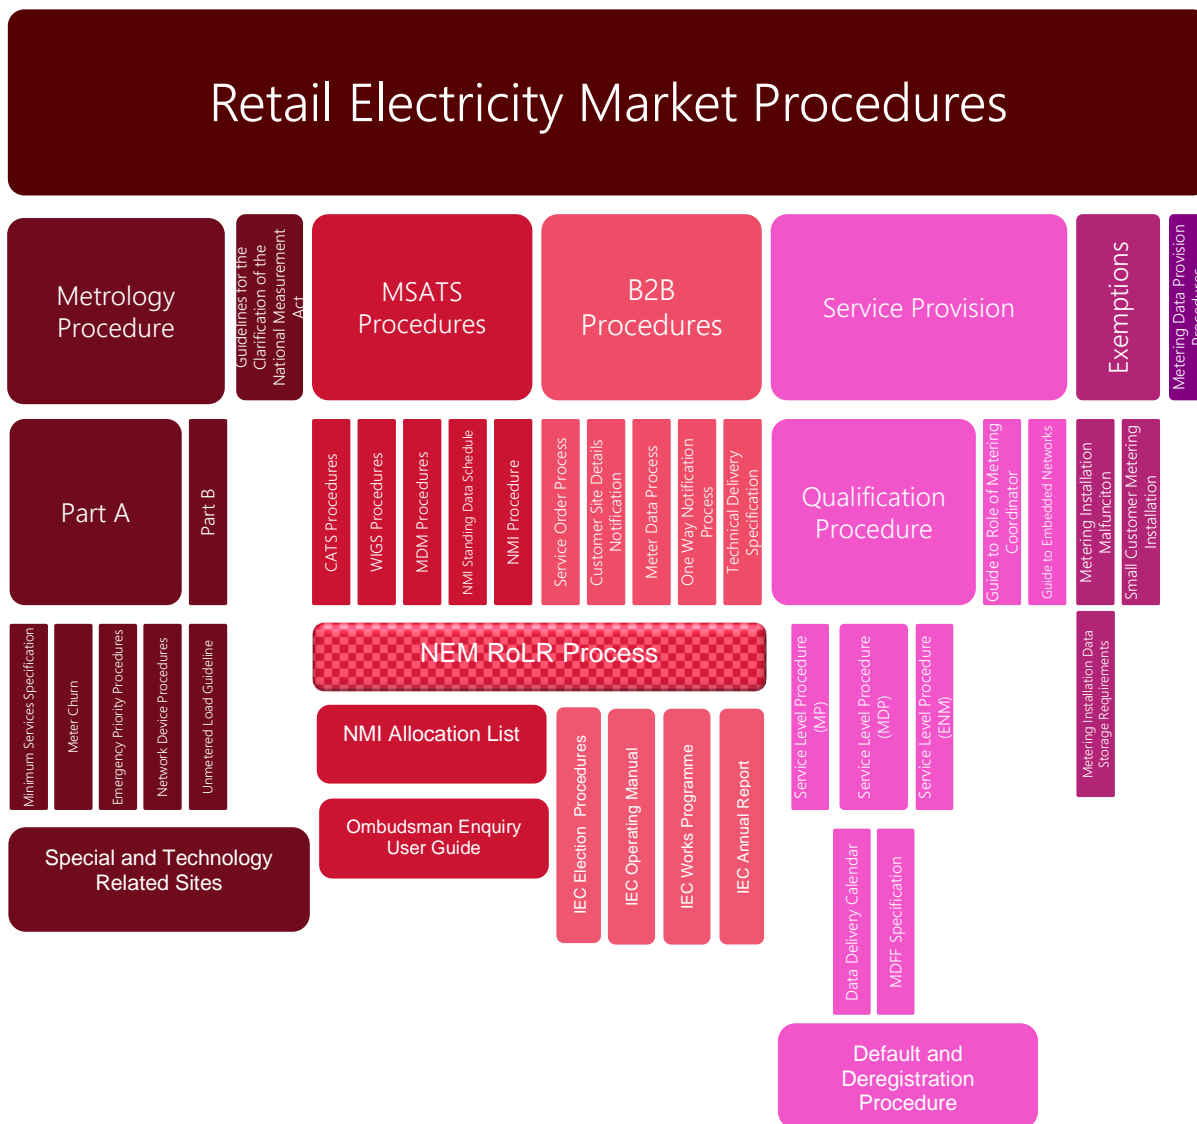 Retail Electricity Market Procedures
Metrology
Procedure
Guidelines for the
Clarification of the
National Measurement
Act
MSATS
Procedures
B2B
Procedures
Service Provision
Exemptions
Metering Data Provision
Procedures
Part A
Part B
CATS Procedures
WIGS Procedures
MDM Procedures
NMI Standing Data Schedule
NMI Procedure
Service Order Process
Customer Site Details
Notification
Meter Data Process
One Way Notification
Process
Technical Delivery
Specification
Qualification
Procedure
Guide to Role of Metering
Coordinator
Guide to Embedded Networks
Metering Installation
Malfunciton
Small Customer Metering
Installation
Minimum Services Specification
Meter Churn
Emergency Priority Procedures
Network Device Procedures
Unmetered Load Guideline
NEM RoLR Process
Service Level Procedure
(MP)
Service Level Procedure
(MDP)
Service Level Procedure
(ENM)
Metering Installation Data
Storage Requirements
NMI Allocation List
Ombudsman Enquiry
User Guide
IEC Election  Procedures
IEC Operating Manual
IEC Works Programme
IEC Annual Report
Special and Technology
Related Sites
Data Delivery Calendar
MDFF Specification
Default and
Deregistration
Procedure